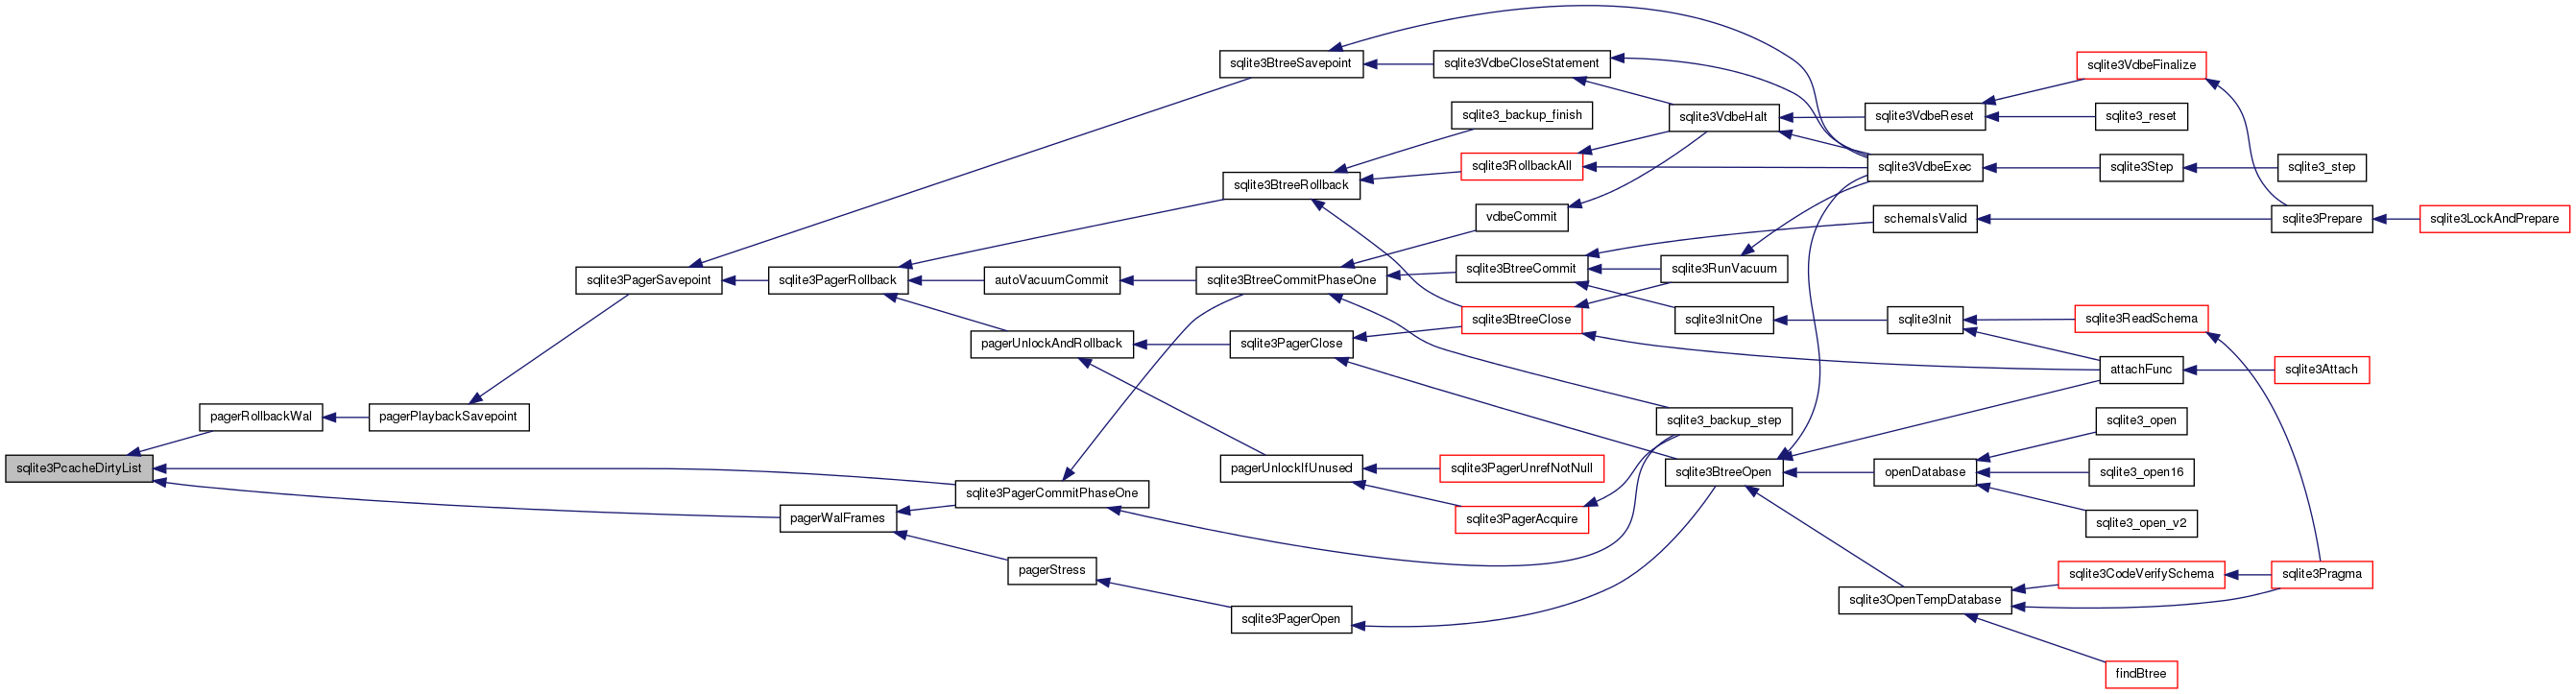 sqlite3PcacheDirtyList
pagerRollbackWal
pagerPlaybackSavepoint
sqlite3PagerSavepoint
sqlite3PagerRollback
sqlite3PagerCommitPhaseOne
pagerWalFrames
autoVacuumCommit
pagerUnlockAndRollback
pagerStress
sqlite3BtreeSavepoint
sqlite3BtreeRollback
sqlite3BtreeCommitPhaseOne
sqlite3PagerClose
pagerUnlockIfUnused
sqlite3PagerOpen
sqlite3VdbeCloseStatement
sqlite3_backup_finish
sqlite3RollbackAll
vdbeCommit
sqlite3BtreeCommit
sqlite3BtreeClose
sqlite3PagerUnrefNotNull
sqlite3PagerAcquire
sqlite3VdbeHalt
sqlite3RunVacuum
sqlite3InitOne
sqlite3_backup_step
sqlite3BtreeOpen
sqlite3VdbeReset
sqlite3VdbeExec
schemaIsValid
sqlite3Init
openDatabase
sqlite3OpenTempDatabase
sqlite3VdbeFinalize
sqlite3_reset
sqlite3Step
sqlite3ReadSchema
attachFunc
sqlite3_open
sqlite3_open16
sqlite3_open_v2
sqlite3CodeVerifySchema
findBtree
sqlite3_step
sqlite3Prepare
sqlite3Attach
sqlite3Pragma
sqlite3LockAndPrepare